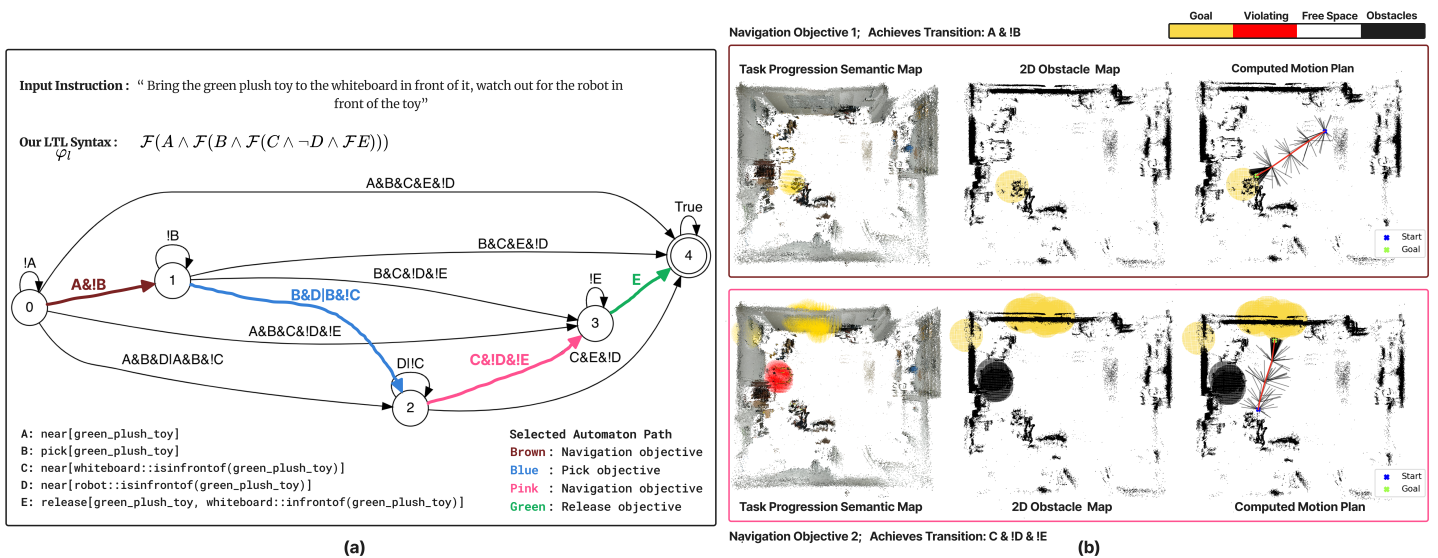 Input Instruction : “ Bring the green plush toy to the whiteboard in front of it, watch out for the robot in
front of the toy”
Our LTL Syntax : F(A ∧ F(B ∧ F(C ∧ ¬D ∧ FE)))
φl
A&B&C&E&!D
True
!A
!B
B&C&E&!D
4
0
A&!B
1
B&C&!D&!E
B&D|B&!C
!E
E
3
A&B&C&!D&!E
A&B&D|A&B&!C
D|!C
C&!D&!E
C&E&!D
2
A: near[green_plush_toy]
B: pick[green_plush_toy]
C: near[whiteboard::isinfrontof(green_plush_toy)]
D: near[robot::isinfrontof(green_plush_toy)]
E: release[green_plush_toy, whiteboard::infrontof(green_plush_toy)]
Selected Automaton Path
Brown : Navigation objective
Blue : Pick objective
Pink : Navigation objective
Green : Release objective
(a)
Goal Violating Free Space Obstacles
Navigation Objective 1; Achieves Transition: A & !B
Task Progression Semantic Map 2D Obstacle Map Computed Motion Plan
Start
Goal
Start
Goal
Task Progression Semantic Map 2D Obstacle Map Computed Motion Plan
Navigation Objective 2; Achieves Transition: C & !D & !E
(b)